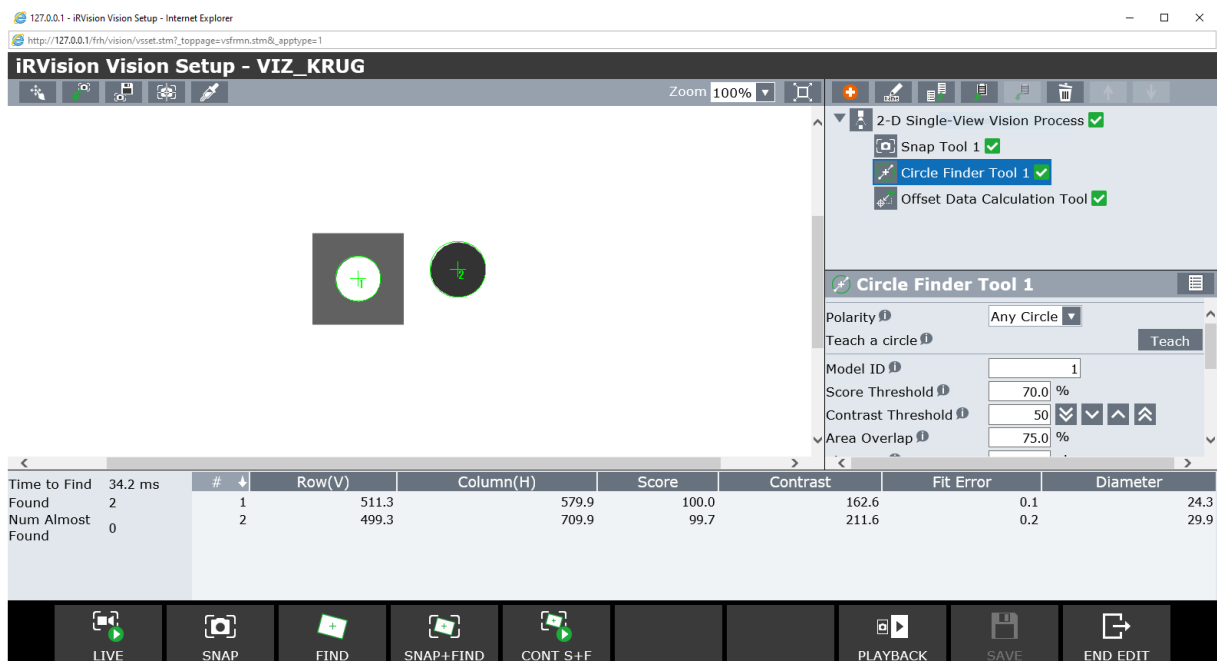 127.0.0.1 - iRVision Vision Setup - Internet Explorer
http://127.0.0.1/frh/vision/vsset.stm?_toppage=vsfrmn.stm&_apptype=1
iRVision Vision Setup - VIZ_KRUG
Zoom 100%
2-D Single-View Vision Process
Snap Tool 1
Circle Finder Tool 1
Offset Data Calculation Tool
1
2
Circle Finder Tool 1
Polarity Any Circle
Teach a circle Teach
Model ID 1
Score Threshold 70.0 %
Contrast Threshold 50
Area Overlap 75.0 %
Time to Find 34.2 ms
Found 2
Num Almost Found 0
# Row(V) Column(H) Score Contrast Fit Error Diameter
1 511.3 579.9 100.0 162.6 0.1 24.3
2 499.3 709.9 99.7 211.6 0.2 29.9
LIVE SNAP FIND SNAP+FIND CONT S+F PLAYBACK SAVE END EDIT